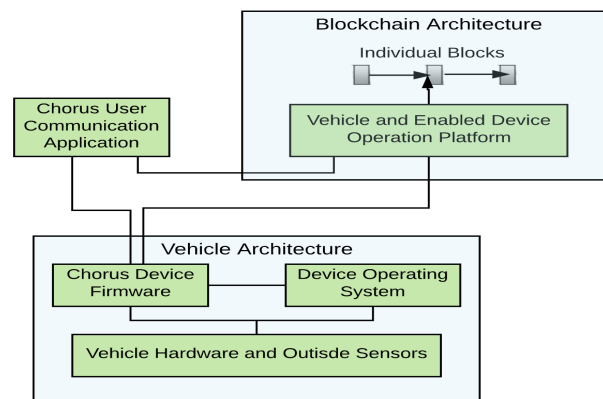 Blockchain Architecture
Individual Blocks
Chorus User
Communication
Application
Vehicle and Enabled Device
Operation Platform
Vehicle Architecture
Chorus Device
Firmware
Device Operating
System
Vehicle Hardware and Outisde Sensors